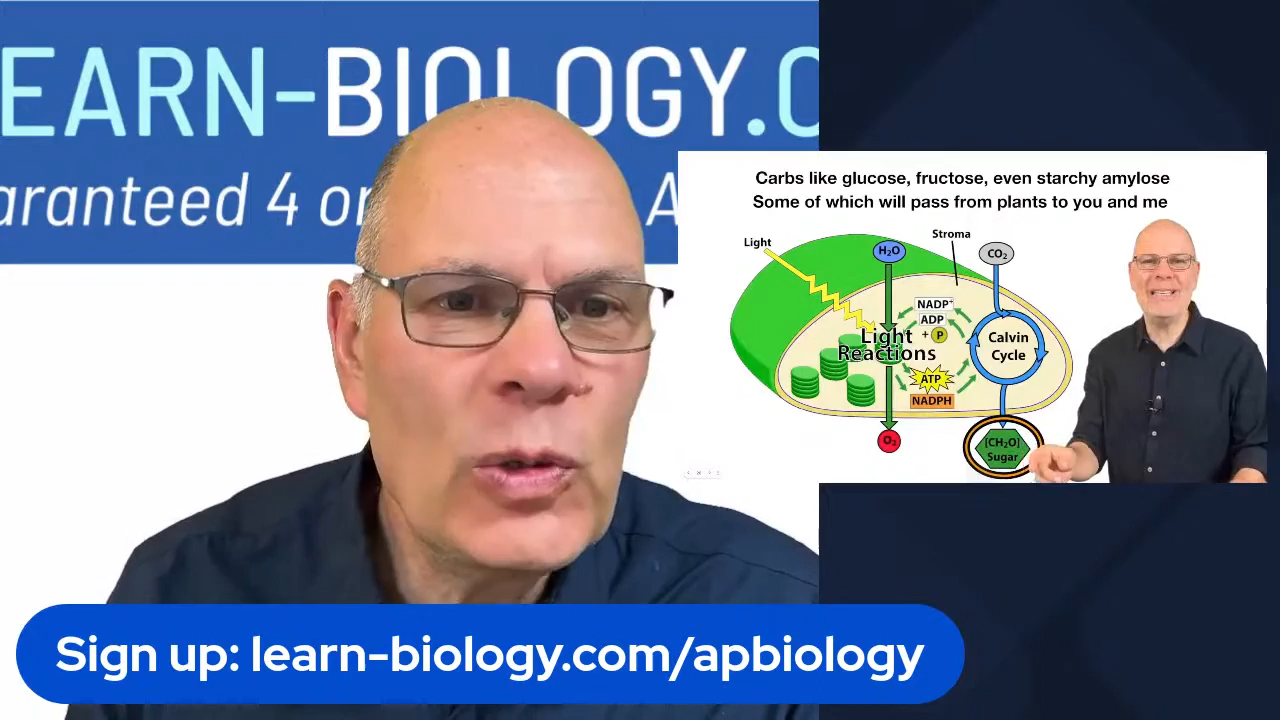 EARN-BIOLOGY.C
aranteed 4 or A
Carbs like glucose, fructose, even starchy amylose
Some of which will pass from plants to you and me
Stroma
Light
H₂O
CO₂
NADP⁺
ADP
+ P
Light
Reactions
Calvin
Cycle
ATP
NADPH
O₂
[CH₂O]
Sugar
Sign up: learn-biology.com/apbiology